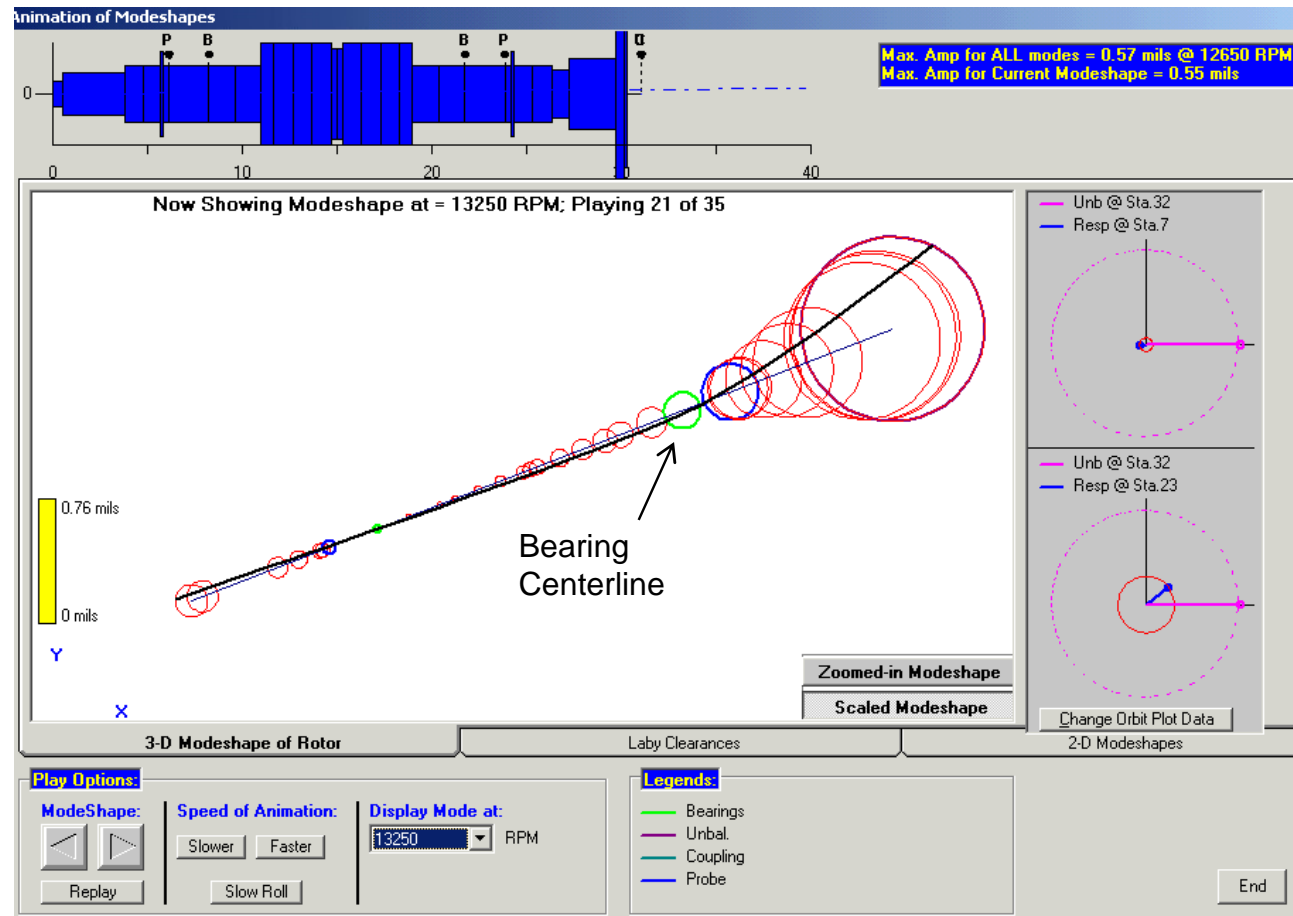 Animation of Modeshapes
P B B P
Max. Amp for ALL modes = 0.57 mils @ 12650 RPM
Max. Amp for Current Modeshape = 0.55 mils
0
0 10 20 40
Now Showing Modeshape at = 13250 RPM; Playing 21 of 35
Unb @ Sta.32
Resp @ Sta.7
Unb @ Sta.32
Resp @ Sta.23
0.76 mils
Bearing
Centerline
0 mils
Y
X
Zoomed-in Modeshape
Scaled Modeshape
Change Orbit Plot Data
3-D Modeshape of Rotor Laby Clearances 2-D Modeshapes
Play Options:
ModeShape: Speed of Animation: Display Mode at:
Slower Faster 13250 RPM
Replay Slow Roll
Legends:
Bearings
Unbal.
Coupling
Probe
End